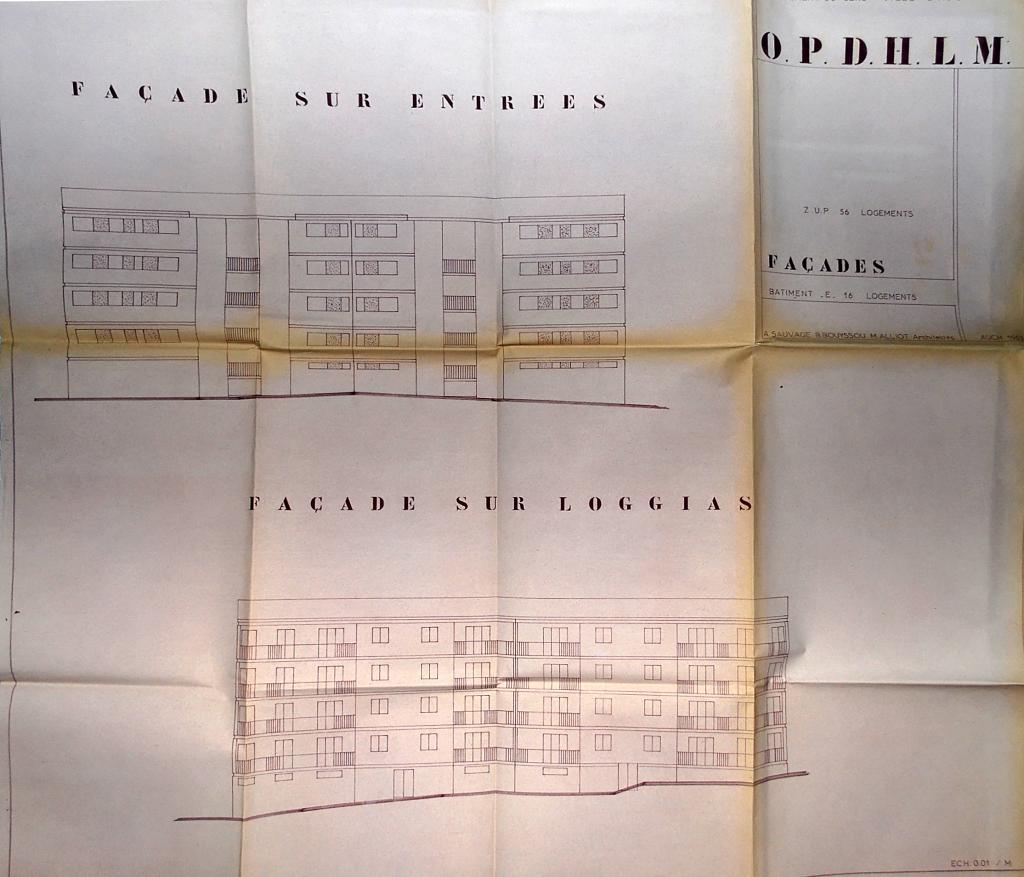 FAÇADE SUR ENTREES
O.P.D.H.L.M.
Z.U.P 56 LOGEMENTS
FAÇADES
BATIMENT .E. 16 LOGEMENTS
A.SAUVAGE B.BOUYSSOU M.ALLIOT Architectes AUCH
FAÇADE SUR LOGGIAS
ECH: 0.01 / M